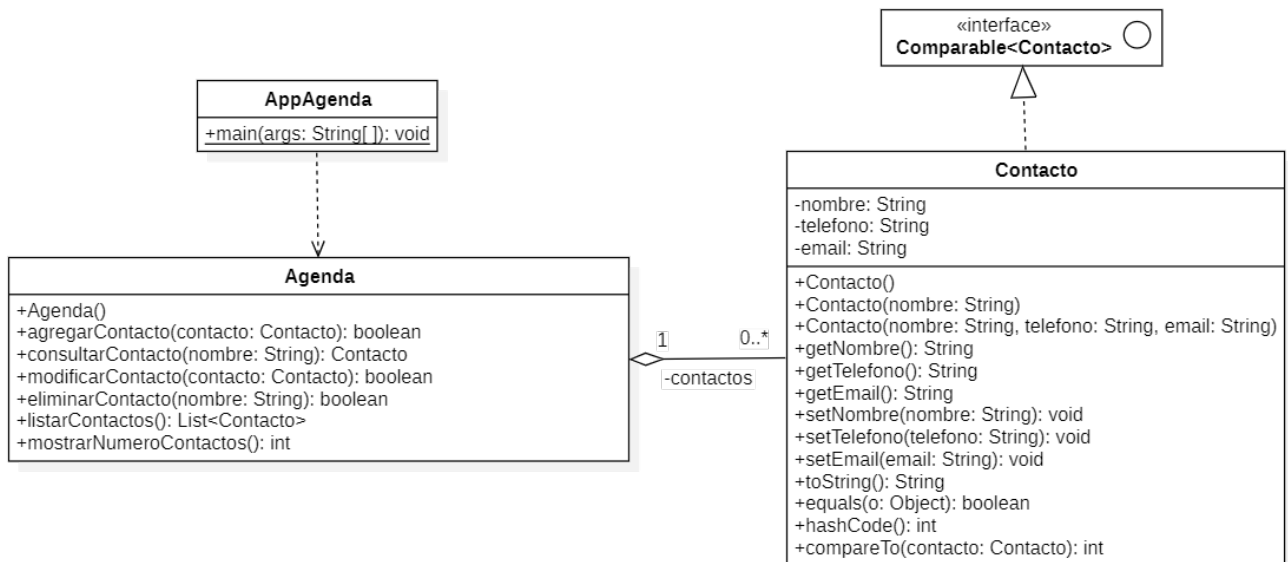 «interface»
Comparable<Contacto>
AppAgenda
+main(args: String[ ]): void
Contacto
-nombre: String
-telefono: String
-email: String
+Contacto()
+Contacto(nombre: String)
+Contacto(nombre: String, telefono: String, email: String)
+getNombre(): String
+getTelefono(): String
+getEmail(): String
+setNombre(nombre: String): void
+setTelefono(telefono: String): void
+setEmail(email: String): void
+toString(): String
+equals(o: Object): boolean
+hashCode(): int
+compareTo(contacto: Contacto): int
Agenda
+Agenda()
+agregarContacto(contacto: Contacto): boolean
+consultarContacto(nombre: String): Contacto
+modificarContacto(contacto: Contacto): boolean
+eliminarContacto(nombre: String): boolean
+listarContactos(): List<Contacto>
+mostrarNumeroContactos(): int
1
0..*
-contactos